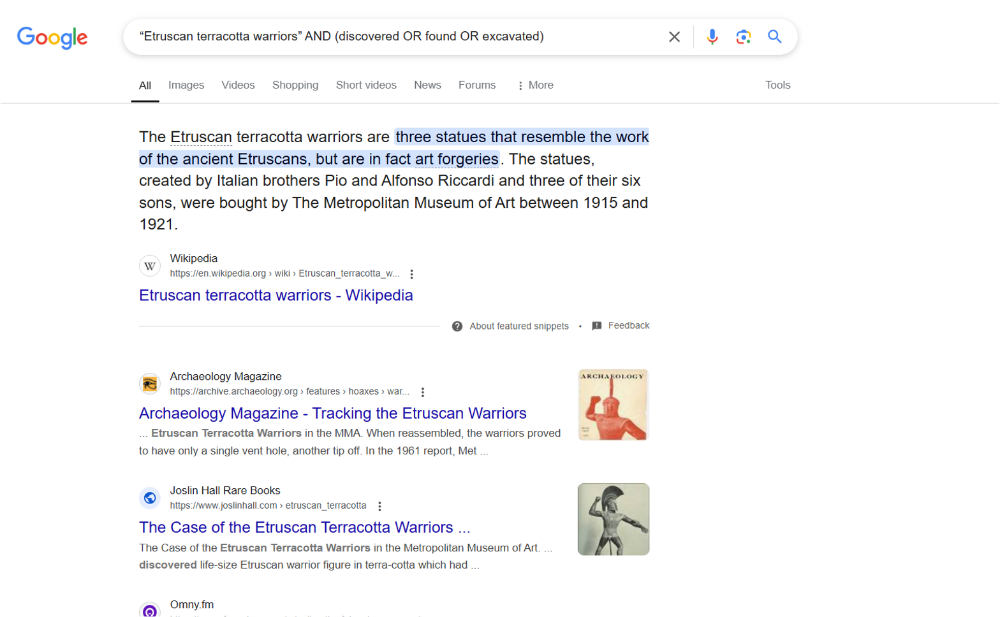 Google
“Etruscan terracotta warriors” AND (discovered OR found OR excavated)
All Images Videos Shopping Short videos News Forums More Tools
The Etruscan terracotta warriors are three statues that resemble the work
of the ancient Etruscans, but are in fact art forgeries. The statues,
created by Italian brothers Pio and Alfonso Riccardi and three of their six
sons, were bought by The Metropolitan Museum of Art between 1915 and
1921.
W
Wikipedia
https://en.wikipedia.org › wiki › Etruscan_terracotta_w...
Etruscan terracotta warriors - Wikipedia
About featured snippets • Feedback
Archaeology Magazine
https://archive.archaeology.org › features › hoaxes › war...
Archaeology Magazine - Tracking the Etruscan Warriors
... Etruscan Terracotta Warriors in the MMA. When reassembled, the warriors proved
to have only a single vent hole, another tip off. In the 1961 report, Met ...
ARCHAEOLOGY
Joslin Hall Rare Books
https://www.joslinhall.com › etruscan_terracotta
The Case of the Etruscan Terracotta Warriors ...
The Case of the Etruscan Terracotta Warriors in the Metropolitan Museum of Art. ...
discovered life-size Etruscan warrior figure in terra-cotta which had ...
Omny.fm